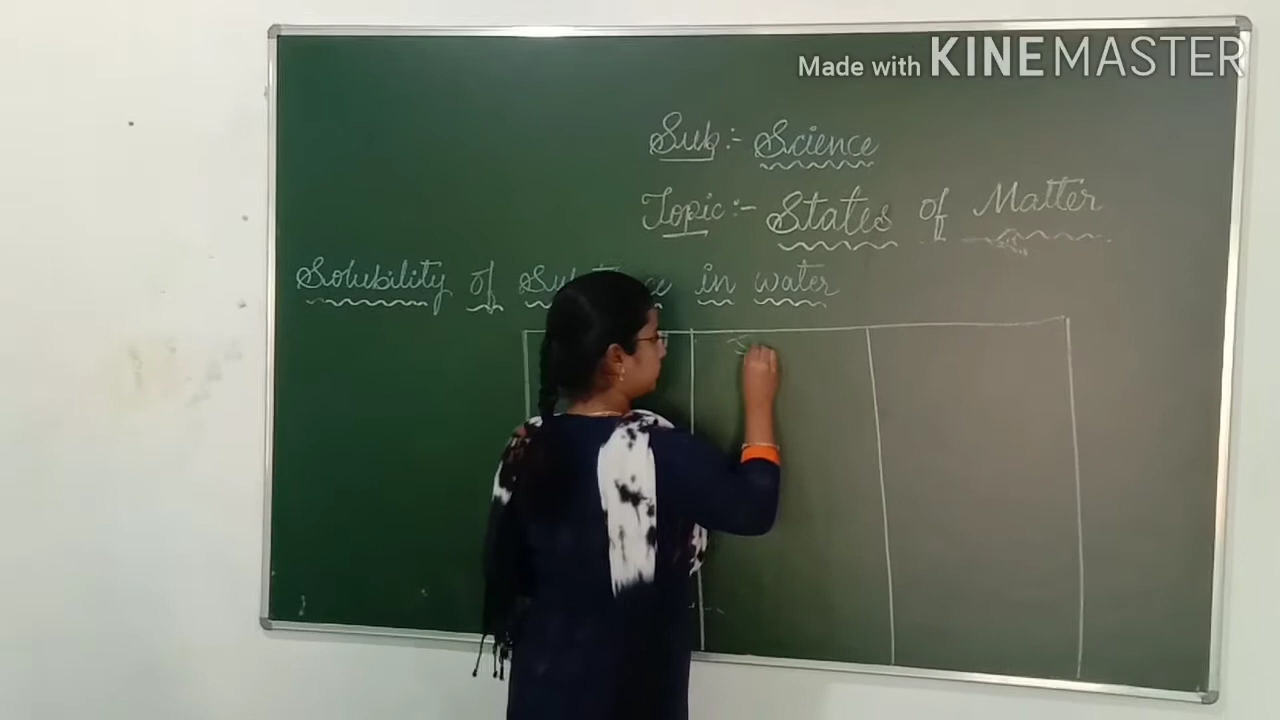 Made with KINEMASTER
Sub:- Science
Topic:- States of Matter
Solubility of in water